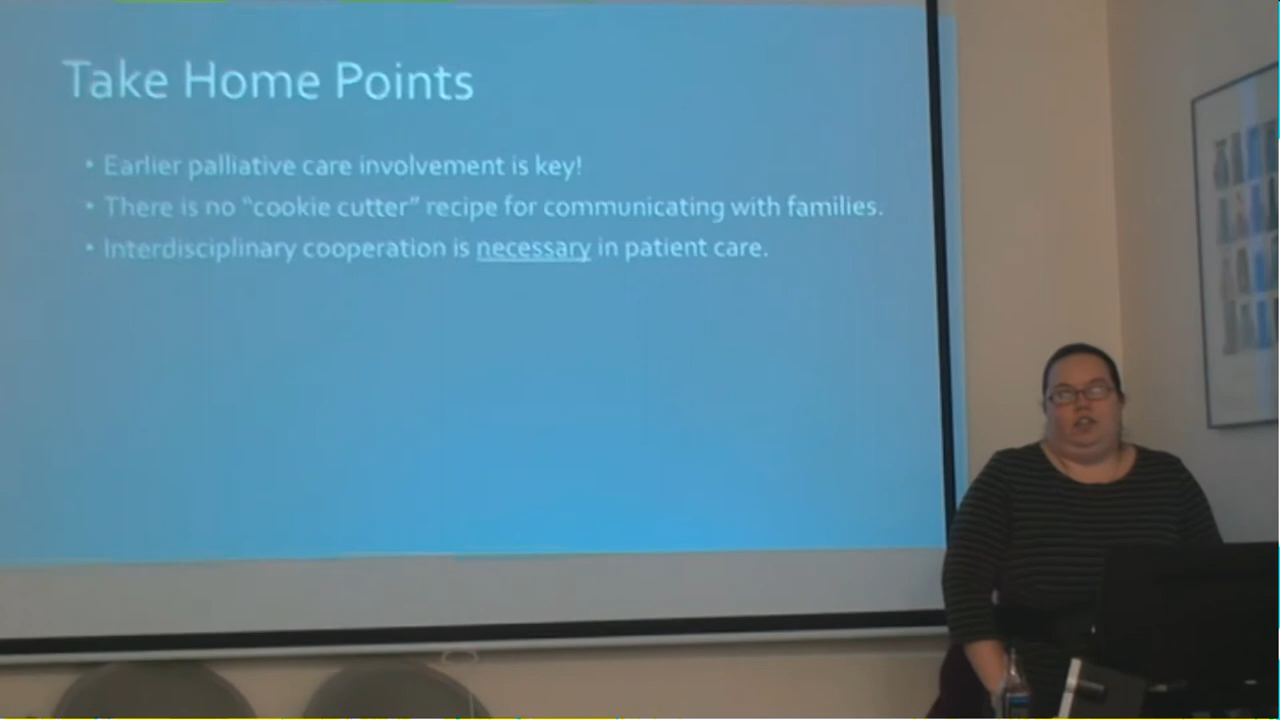 Take Home Points
• Earlier palliative care involvement is key!
• There is no “cookie cutter” recipe for communicating with families.
• Interdisciplinary cooperation is necessary in patient care.